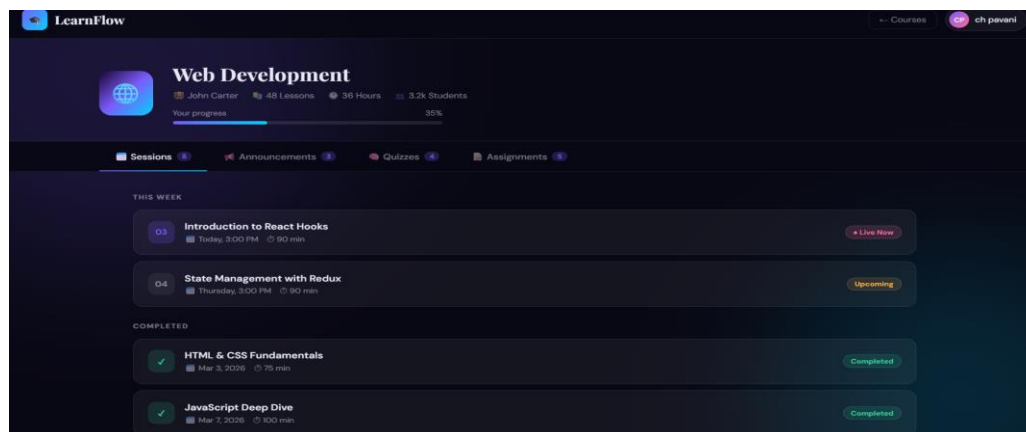 LearnFlow
← Courses
CP ch pavani
Web Development
John Carter 48 Lessons 36 Hours 3.2k Students
Your progress 35%
Sessions Announcements 3 Quizzes 4 Assignments 5
THIS WEEK
03 Introduction to React Hooks
Today, 3:00 PM 90 min
• Live Now
04 State Management with Redux
Thursday, 3:00 PM 90 min
Upcoming
COMPLETED
✓ HTML & CSS Fundamentals
Mar 3, 2026 75 min
Completed
✓ JavaScript Deep Dive
Mar 7, 2026 100 min
Completed